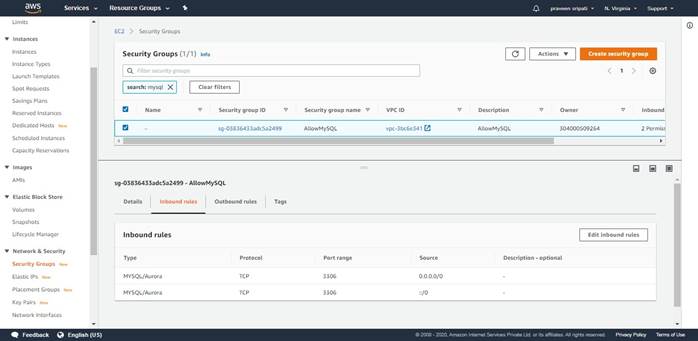 aws Services Resource Groups praveen sripati N. Virginia Support
Limits
Instances
Instances
Instance Types
Launch Templates
Spot Requests
Savings Plans
Reserved Instances
Dedicated Hosts New
Scheduled Instances
Capacity Reservations
Images
AMIs
Elastic Block Store
Volumes
Snapshots
Lifecycle Manager
Network & Security
Security Groups New
Elastic IPs New
Placement Groups New
Key Pairs New
Network Interfaces
EC2 > Security Groups
Security Groups (1/1) Info
Actions Create security group
Filter security groups
1
search: mysql Clear filters
Name Security group ID Security group name VPC ID Description Owner Inbound
- sg-03836433adc5a2499 AllowMySQL vpc-3bc6e341 AllowMySQL 304000509264 2 Permis
sg-03836433adc5a2499 - AllowMySQL
Details Inbound rules Outbound rules Tags
Inbound rules Edit inbound rules
Type Protocol Port range Source Description - optional
MYSQL/Aurora TCP 3306 0.0.0.0/0 -
MYSQL/Aurora TCP 3306 ::/0 -
Feedback English (US) © 2008 - 2020, Amazon Internet Services Private Ltd. or its affiliates. All rights reserved. Privacy Policy Terms of Use